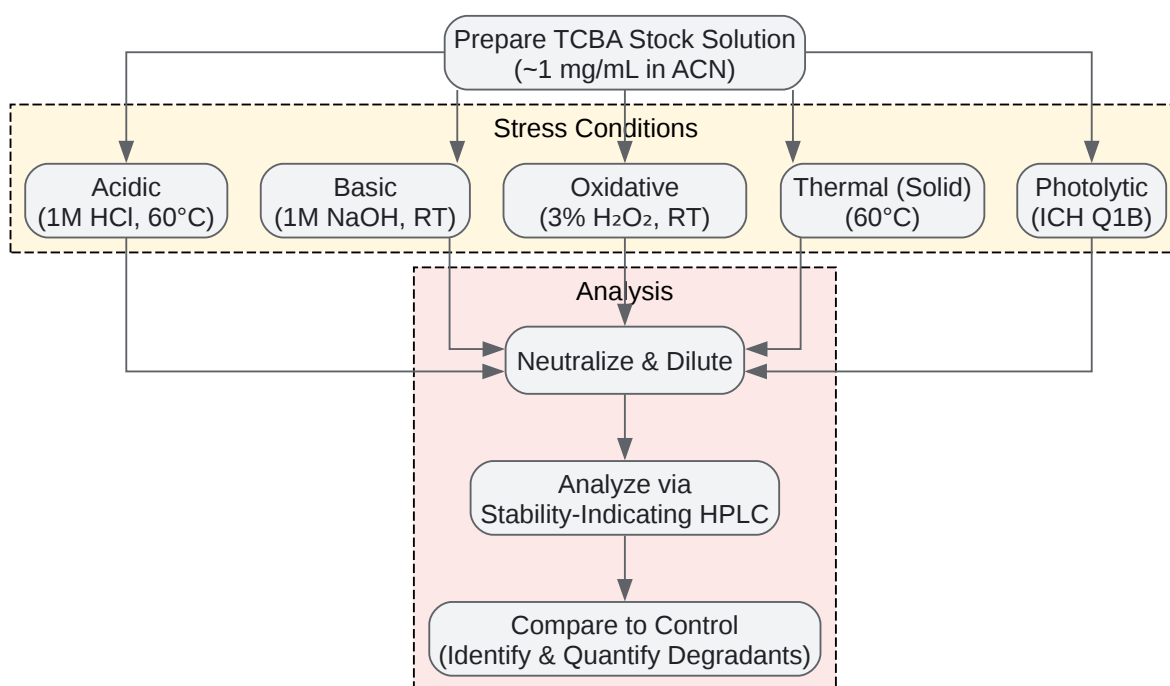 Prepare TCBA Stock Solution
(~1 mg/mL in ACN)
Stress Conditions
Acidic
(1M HCl, 60°C)
Basic
(1M NaOH, RT)
Oxidative
(3% H₂O₂, RT)
Thermal (Solid)
(60°C)
Photolytic
(ICH Q1B)
Analysis
Neutralize & Dilute
Analyze via
Stability-Indicating HPLC
Compare to Control
(Identify & Quantify Degradants)